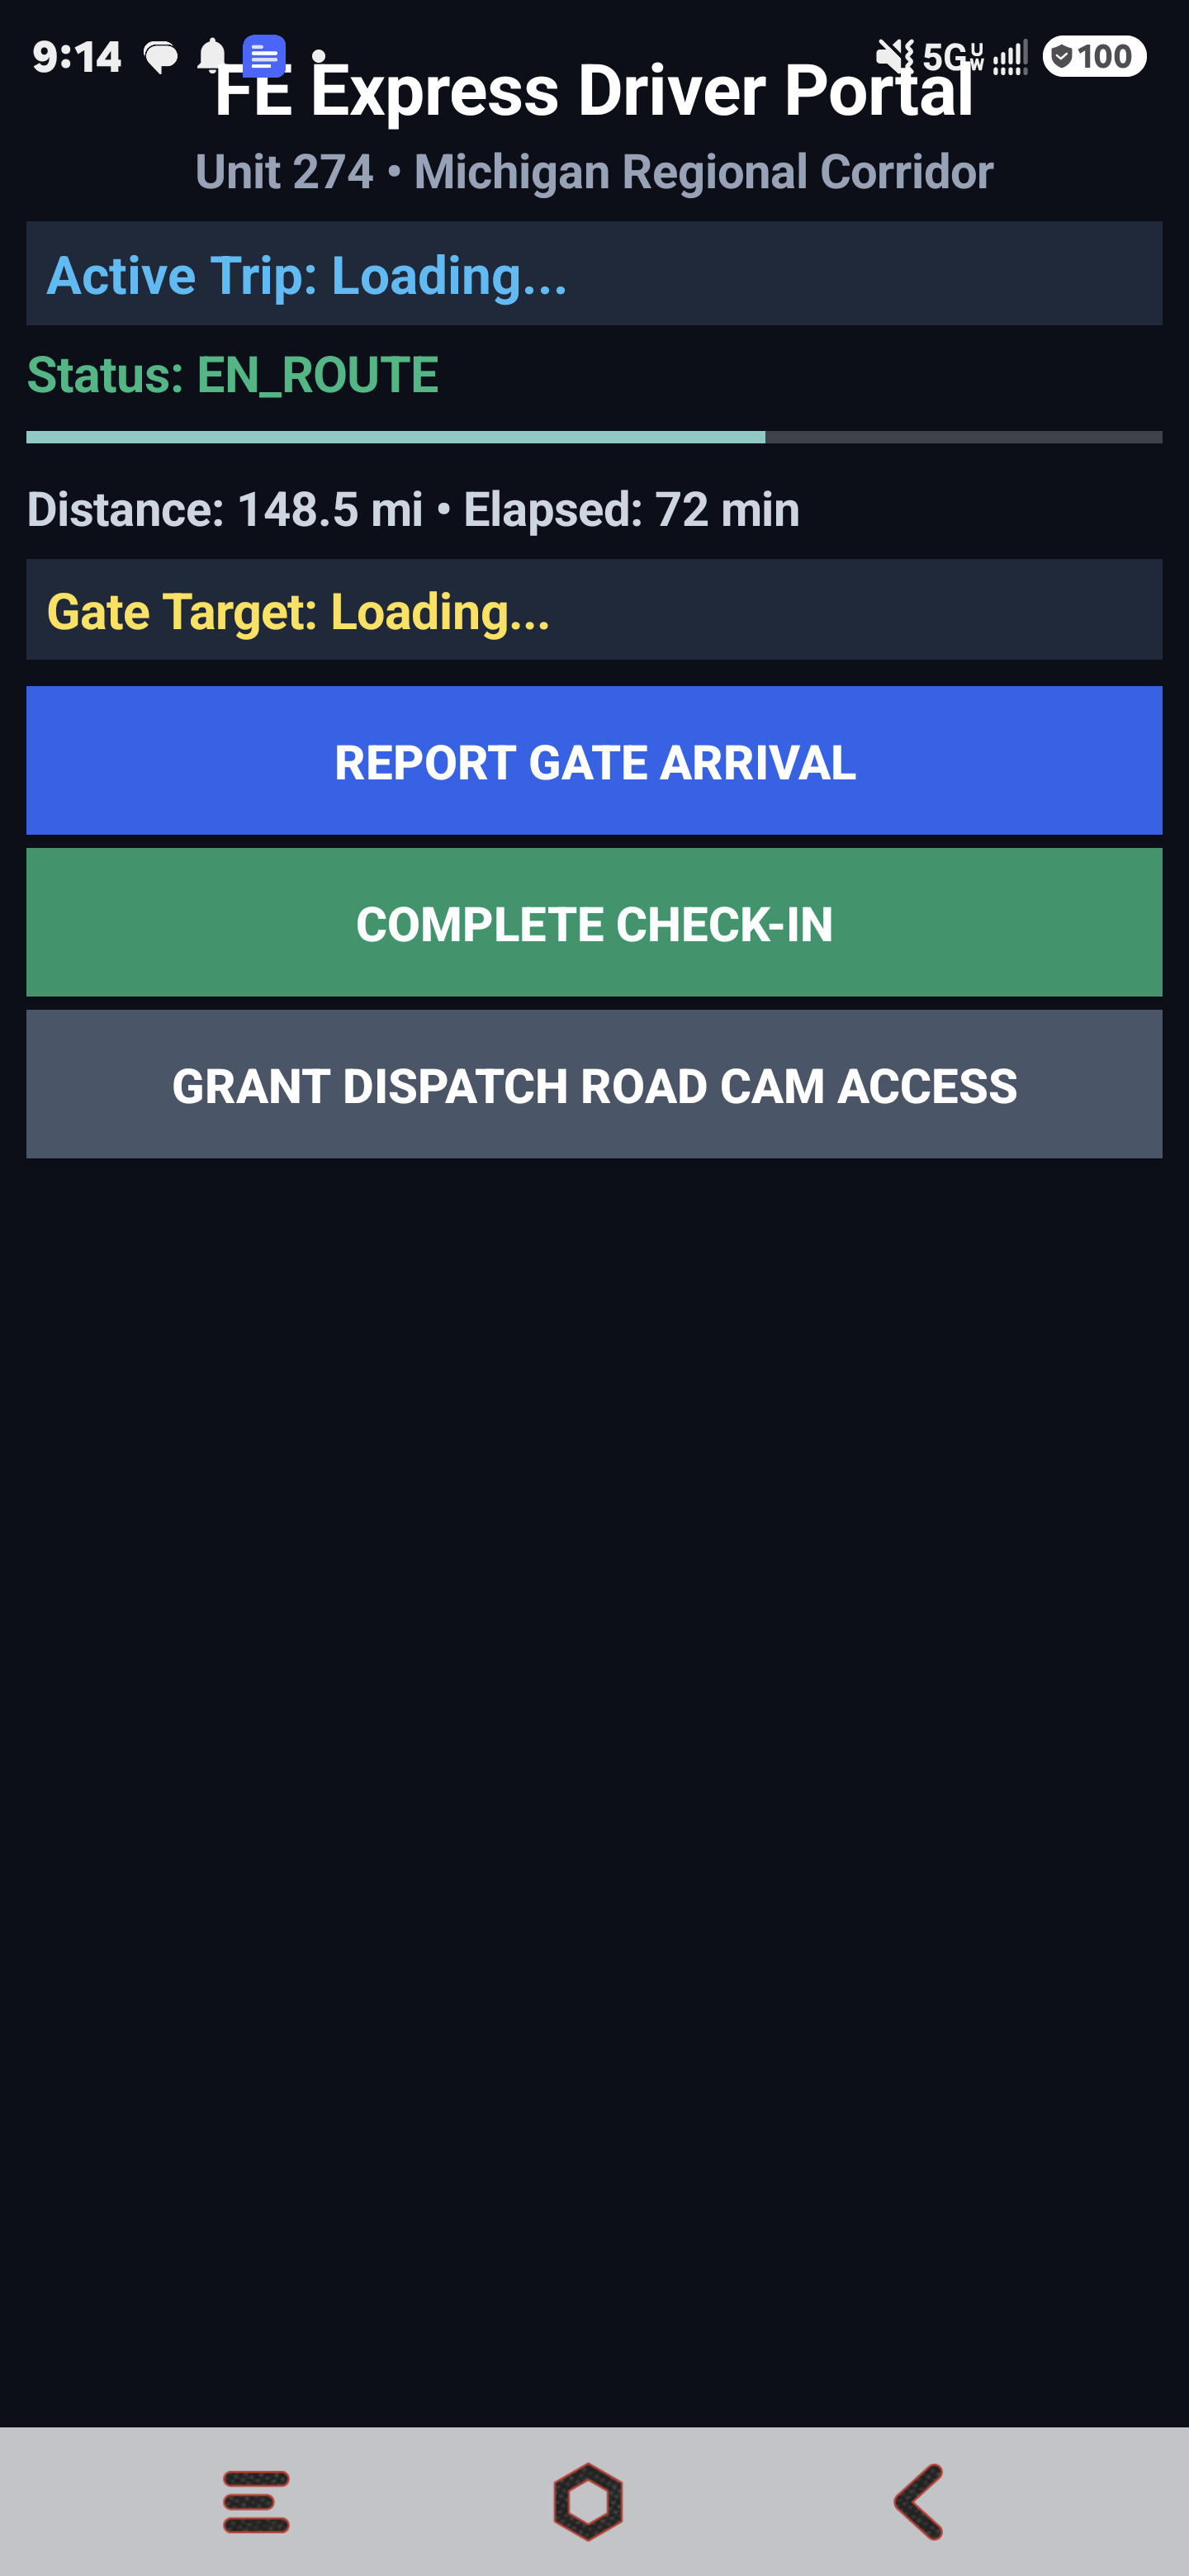 9:14
5G UW
100
FE Express Driver Portal
Unit 274 • Michigan Regional Corridor
Active Trip: Loading...
Status: EN_ROUTE
Distance: 148.5 mi • Elapsed: 72 min
Gate Target: Loading...
REPORT GATE ARRIVAL
COMPLETE CHECK-IN
GRANT DISPATCH ROAD CAM ACCESS